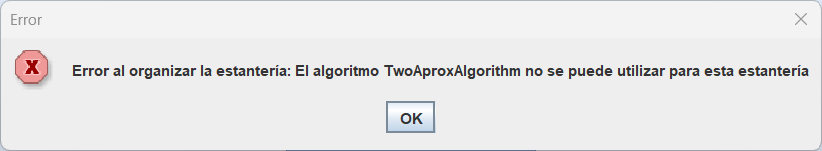 Error
Error al organizar la estantería: El algoritmo TwoAproxAlgorithm no se puede utilizar para esta estantería
OK